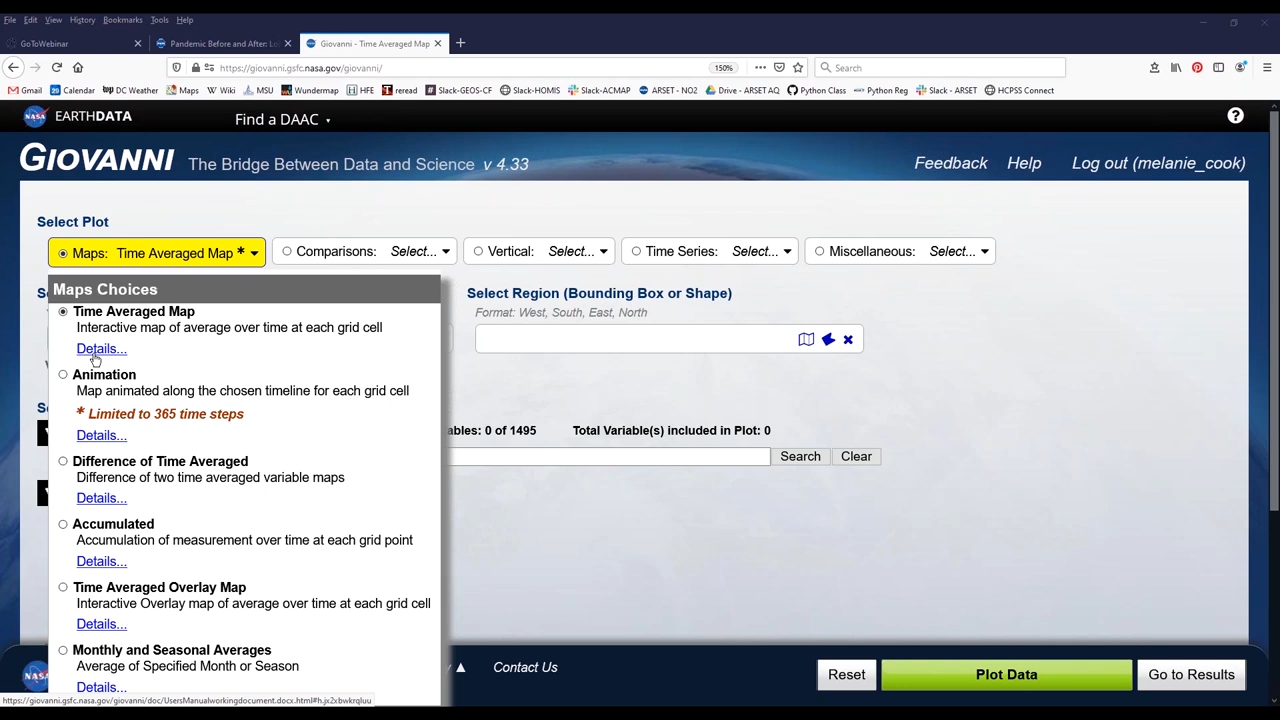 File Edit View History Bookmarks Tools Help
GoToWebinar
Pandemic Before and After: Lo
Giovanni - Time Averaged Map
https://giovanni.gsfc.nasa.gov/giovanni/
150%
Search
Gmail
Calendar
DC Weather
Maps
Wiki
MSU
Wundermap
HFE
reread
Slack-GEOS-CF
Slack-HOMIS
Slack-ACMAP
ARSET - NO2
Drive - ARSET AQ
Python Class
Python Reg
Slack - ARSET
HCPSS Connect
EARTHDATA
Find a DAAC
GIOVANNI The Bridge Between Data and Science v 4.33
Feedback Help Log out (melanie_cook)
Select Plot
Maps: Time Averaged Map *
Comparisons: Select...
Vertical: Select...
Time Series: Select...
Miscellaneous: Select...
Maps Choices
Time Averaged Map
Interactive map of average over time at each grid cell
Details...
Animation
Map animated along the chosen timeline for each grid cell
* Limited to 365 time steps
Details...
Difference of Time Averaged
Difference of two time averaged variable maps
Details...
Accumulated
Accumulation of measurement over time at each grid point
Details...
Time Averaged Overlay Map
Interactive Overlay map of average over time at each grid cell
Details...
Monthly and Seasonal Averages
Average of Specified Month or Season
Details...
Select Region (Bounding Box or Shape)
Format: West, South, East, North
ables: 0 of 1495 Total Variable(s) included in Plot: 0
Search
Clear
Contact Us
Reset
Plot Data
Go to Results